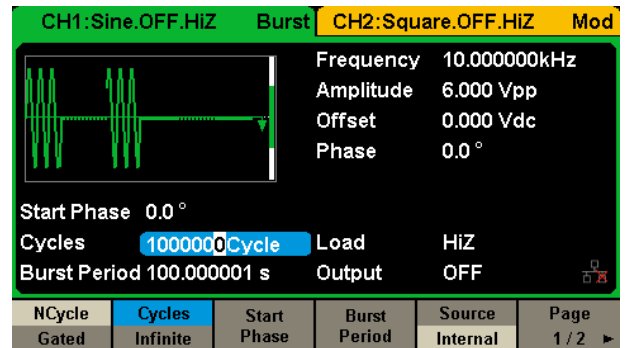 CH1:Sine.OFF.HiZ Burst CH2:Square.OFF.HiZ Mod
Frequency 10.000000kHz
Amplitude 6.000 Vpp
Offset 0.000 Vdc
Phase 0.0 °
Start Phase 0.0 °
Cycles 1000000Cycle Load HiZ
Burst Period 100.000001 s Output OFF
NCycle Cycles Start Burst Source Page
Gated Infinite Phase Period Internal 1 / 2 ►